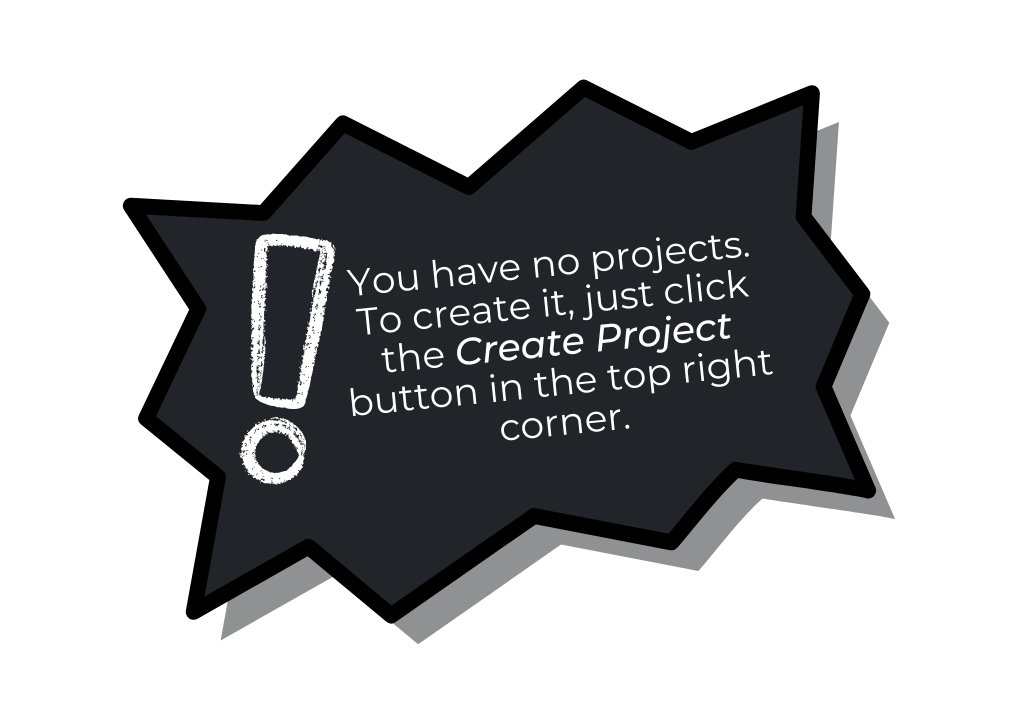 You have no projects.
To create it, just click
the Create Project
button in the top right
corner.